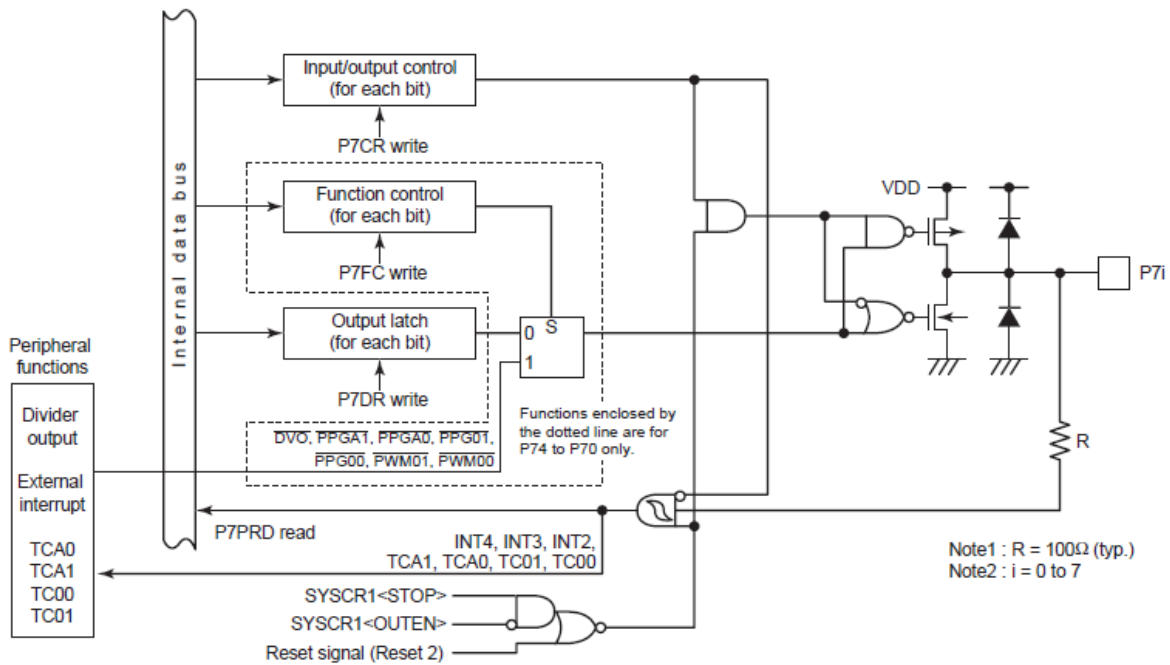 Input/output control
(for each bit)
P7CR write
Internal data bus
Function control
(for each bit)
P7FC write
VDD
P7i
Output latch
(for each bit)
P7DR write
S
0
1
Peripheral
functions
Divider
output
External
interrupt
TCA0
TCA1
TC00
TC01
Functions enclosed by
the dotted line are for
P74 to P70 only.
DVO, PPGA1, PPGA0, PPG01,
PPG00, PWM01, PWM00
R
P7PRD read
INT4, INT3, INT2,
TCA1, TCA0, TC01, TC00
SYSCR1<STOP>
SYSCR1<OUTEN>
Reset signal (Reset 2)
Note1 : R = 100Ω (typ.)
Note2 : i = 0 to 7